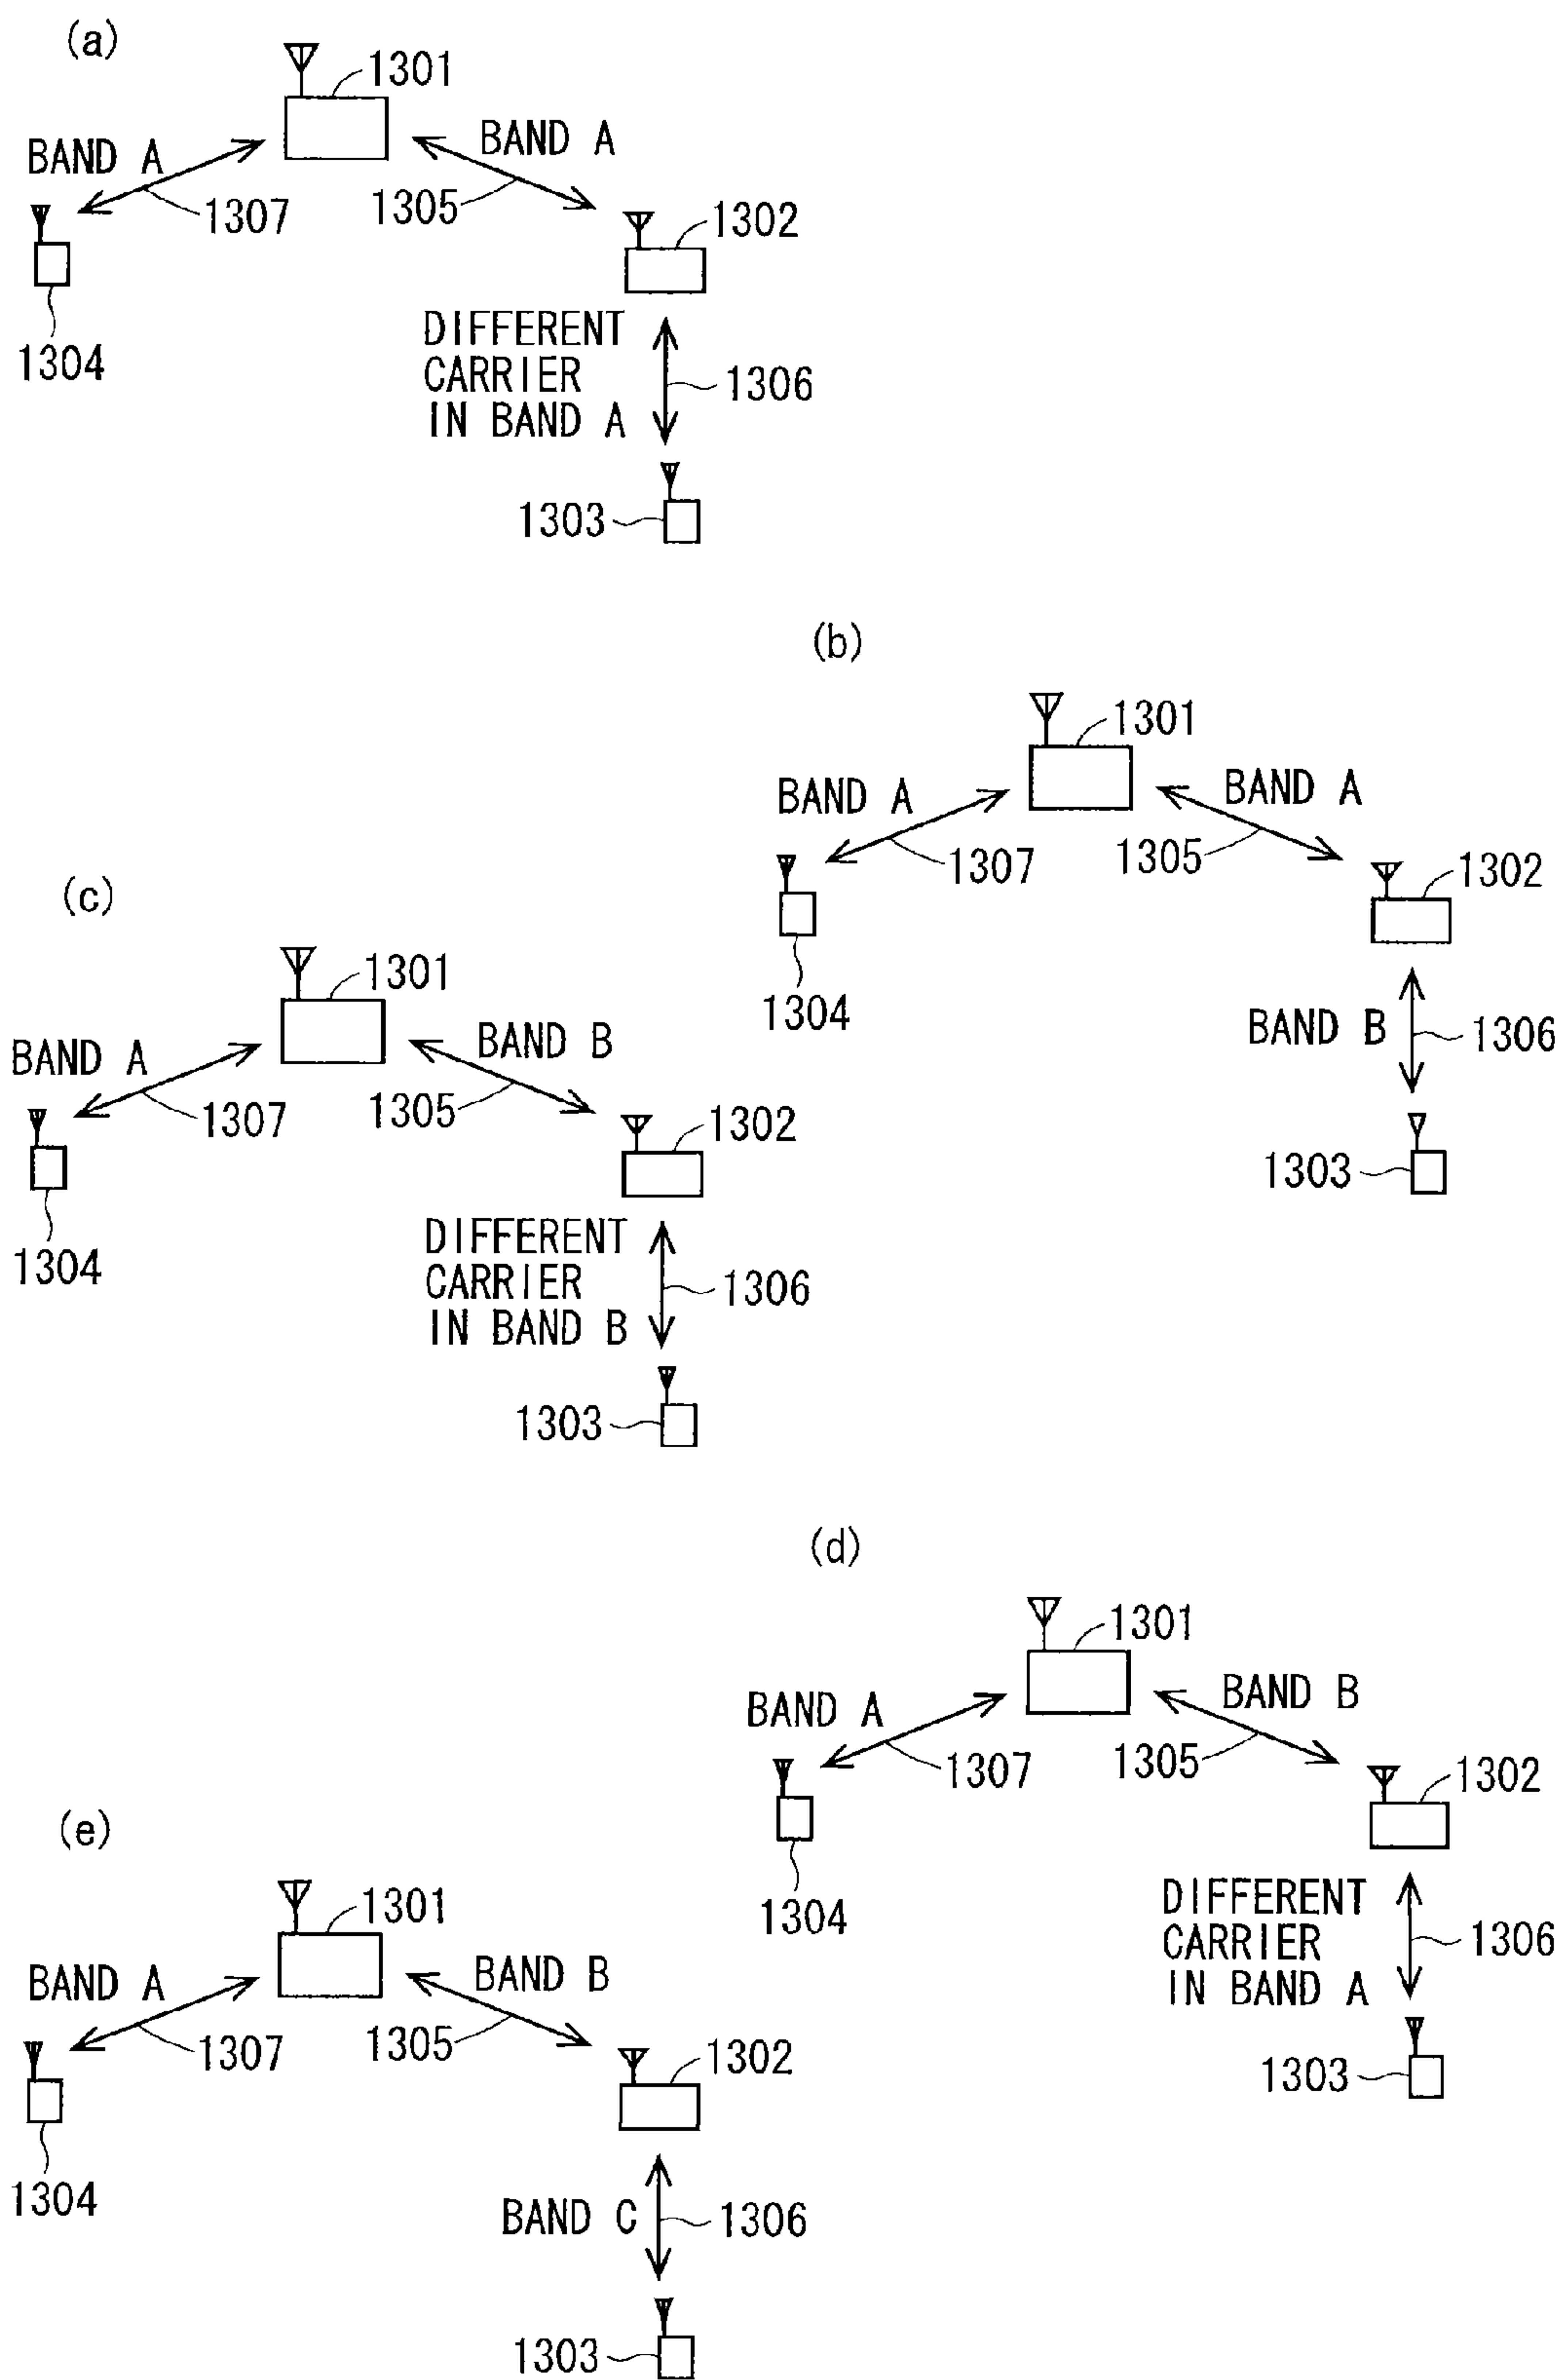 (a)
1301
BAND A
BAND A
1307
1305
1302
1304
DIFFERENT
CARRIER
IN BAND A
1306
1303
(b)
1301
BAND A
BAND A
1307
1305
1302
1304
BAND B
1306
1303
(c)
1301
BAND A
BAND B
1307
1305
1302
1304
DIFFERENT
CARRIER
IN BAND B
1306
1303
(d)
1301
BAND A
BAND B
1307
1305
1302
1304
DIFFERENT
CARRIER
IN BAND A
1306
1303
(e)
1301
BAND A
BAND B
1307
1305
1302
1304
BAND C
1306
1303